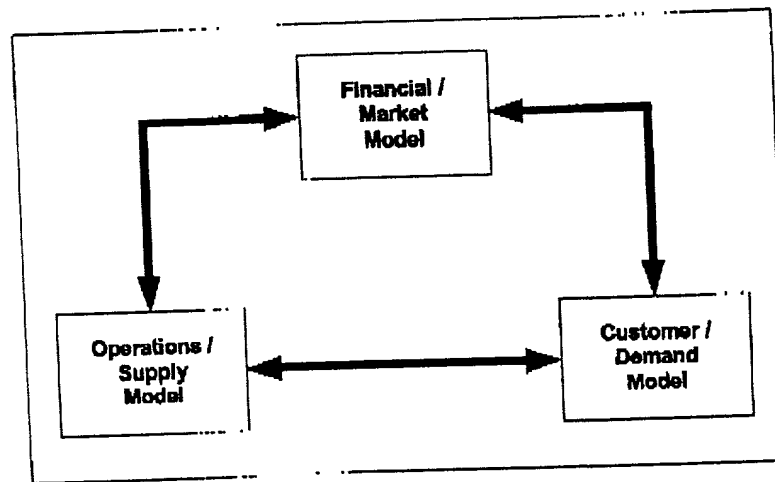 Financial /
Market
Model
Operations /
Supply
Model
Customer /
Demand
Model